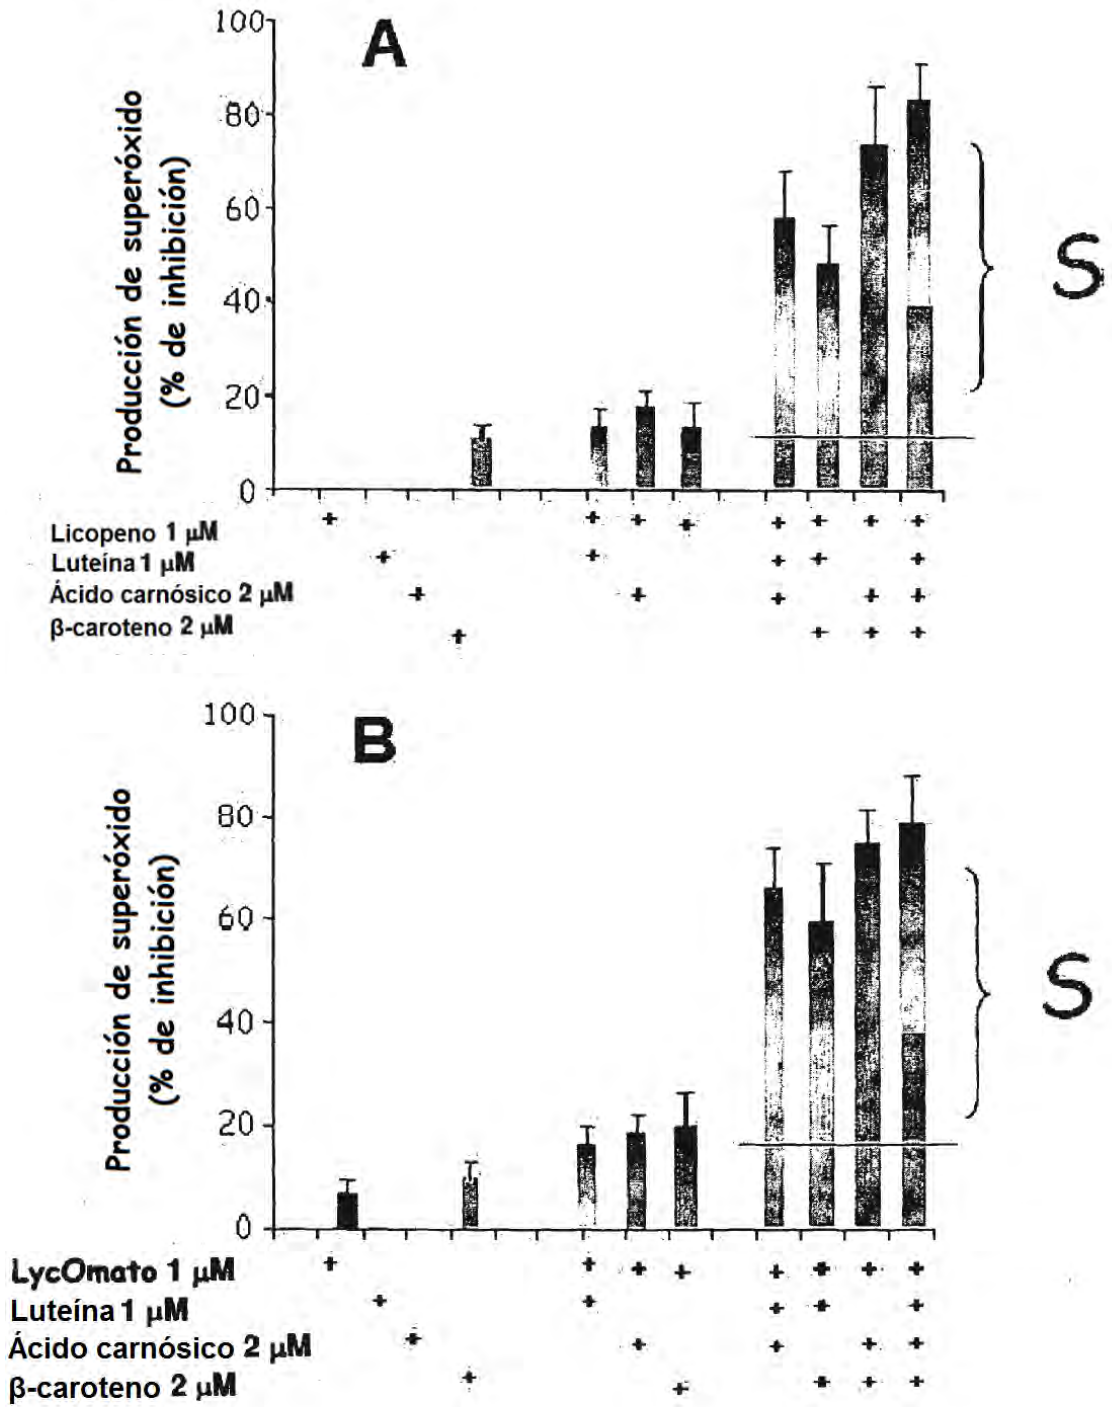 A
Producción de superóxido
(% de inhibición)
100
80
60
40
20
0
S
Licopeno 1 μM + + + + + + + +
Luteína 1 μM + + + + +
Ácido carnósico 2 μM + + + + +
β-caroteno 2 μM + + + +
B
Producción de superóxido
(% de inhibición)
100
80
60
40
20
0
S
LycOmato 1 μM + + + + + + + +
Luteína 1 μM + + + + +
Ácido carnósico 2 μM + + + + +
β-caroteno 2 μM + + + + +